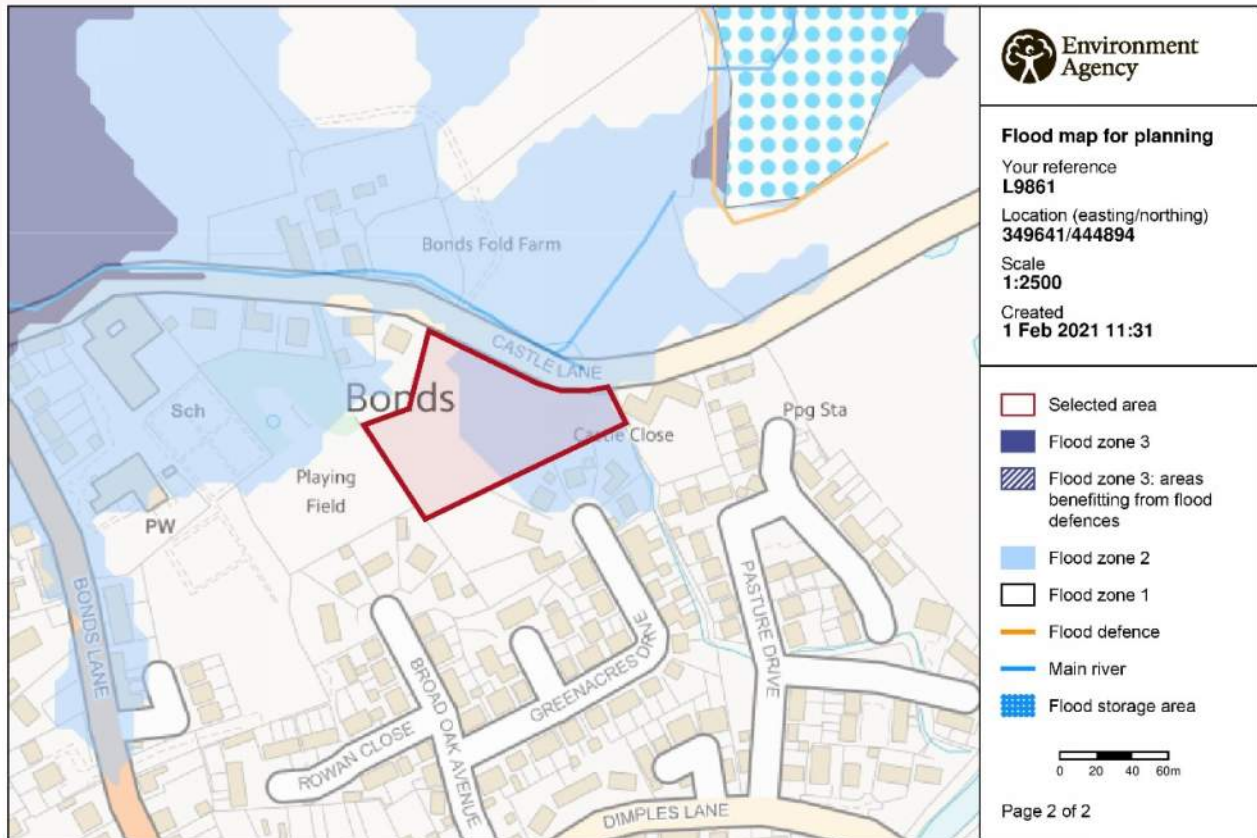 Bonds Fold Farm
CASTLE LANE
Bonds
Sch
Castle Close
Ppg Sta
Playing
Field
PW
BONDS LANE
BROAD OAK AVENUE
GREENACRES DRIVE
PASTURE DRIVE
ROWAN CLOSE
DIMPLES LANE
Environment
Agency
Flood map for planning
Your reference
L9861
Location (easting/northing)
349641/444894
Scale
1:2500
Created
1 Feb 2021 11:31
Selected area
Flood zone 3
Flood zone 3: areas
benefitting from flood
defences
Flood zone 2
Flood zone 1
Flood defence
Main river
Flood storage area
0 20 40 60m
Page 2 of 2